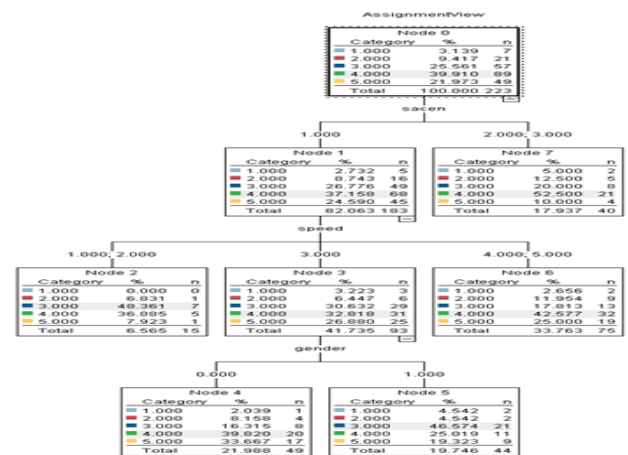 AssignmentView
Node 0
Category % n
1.000 3.139 7
2.000 9.417 21
3.000 25.561 57
4.000 39.910 89
5.000 21.973 49
Total 100.000 223
sacen
1.000
2.000; 3.000
Node 1
Category % n
1.000 2.732 5
2.000 8.743 16
3.000 26.776 49
4.000 37.158 68
5.000 24.590 45
Total 82.063 183
Node 7
Category % n
1.000 5.000 2
2.000 12.500 5
3.000 20.000 8
4.000 52.500 21
5.000 10.000 4
Total 17.937 40
speed
1.000; 2.000
3.000
4.000; 5.000
Node 2
Category % n
1.000 0.000 0
2.000 6.831 1
3.000 48.361 7
4.000 36.885 5
5.000 7.923 1
Total 6.565 15
Node 3
Category % n
1.000 3.223 3
2.000 6.447 6
3.000 30.632 29
4.000 32.818 31
5.000 26.880 25
Total 41.735 93
Node 6
Category % n
1.000 2.656 2
2.000 11.954 9
3.000 17.813 13
4.000 42.577 32
5.000 25.000 19
Total 33.763 75
gender
0.000
1.000
Node 4
Category % n
1.000 2.039 1
2.000 8.158 4
3.000 16.315 8
4.000 39.820 20
5.000 33.667 17
Total 21.988 49
Node 5
Category % n
1.000 4.542 2
2.000 4.542 2
3.000 46.574 21
4.000 25.019 11
5.000 19.323 9
Total 19.746 44